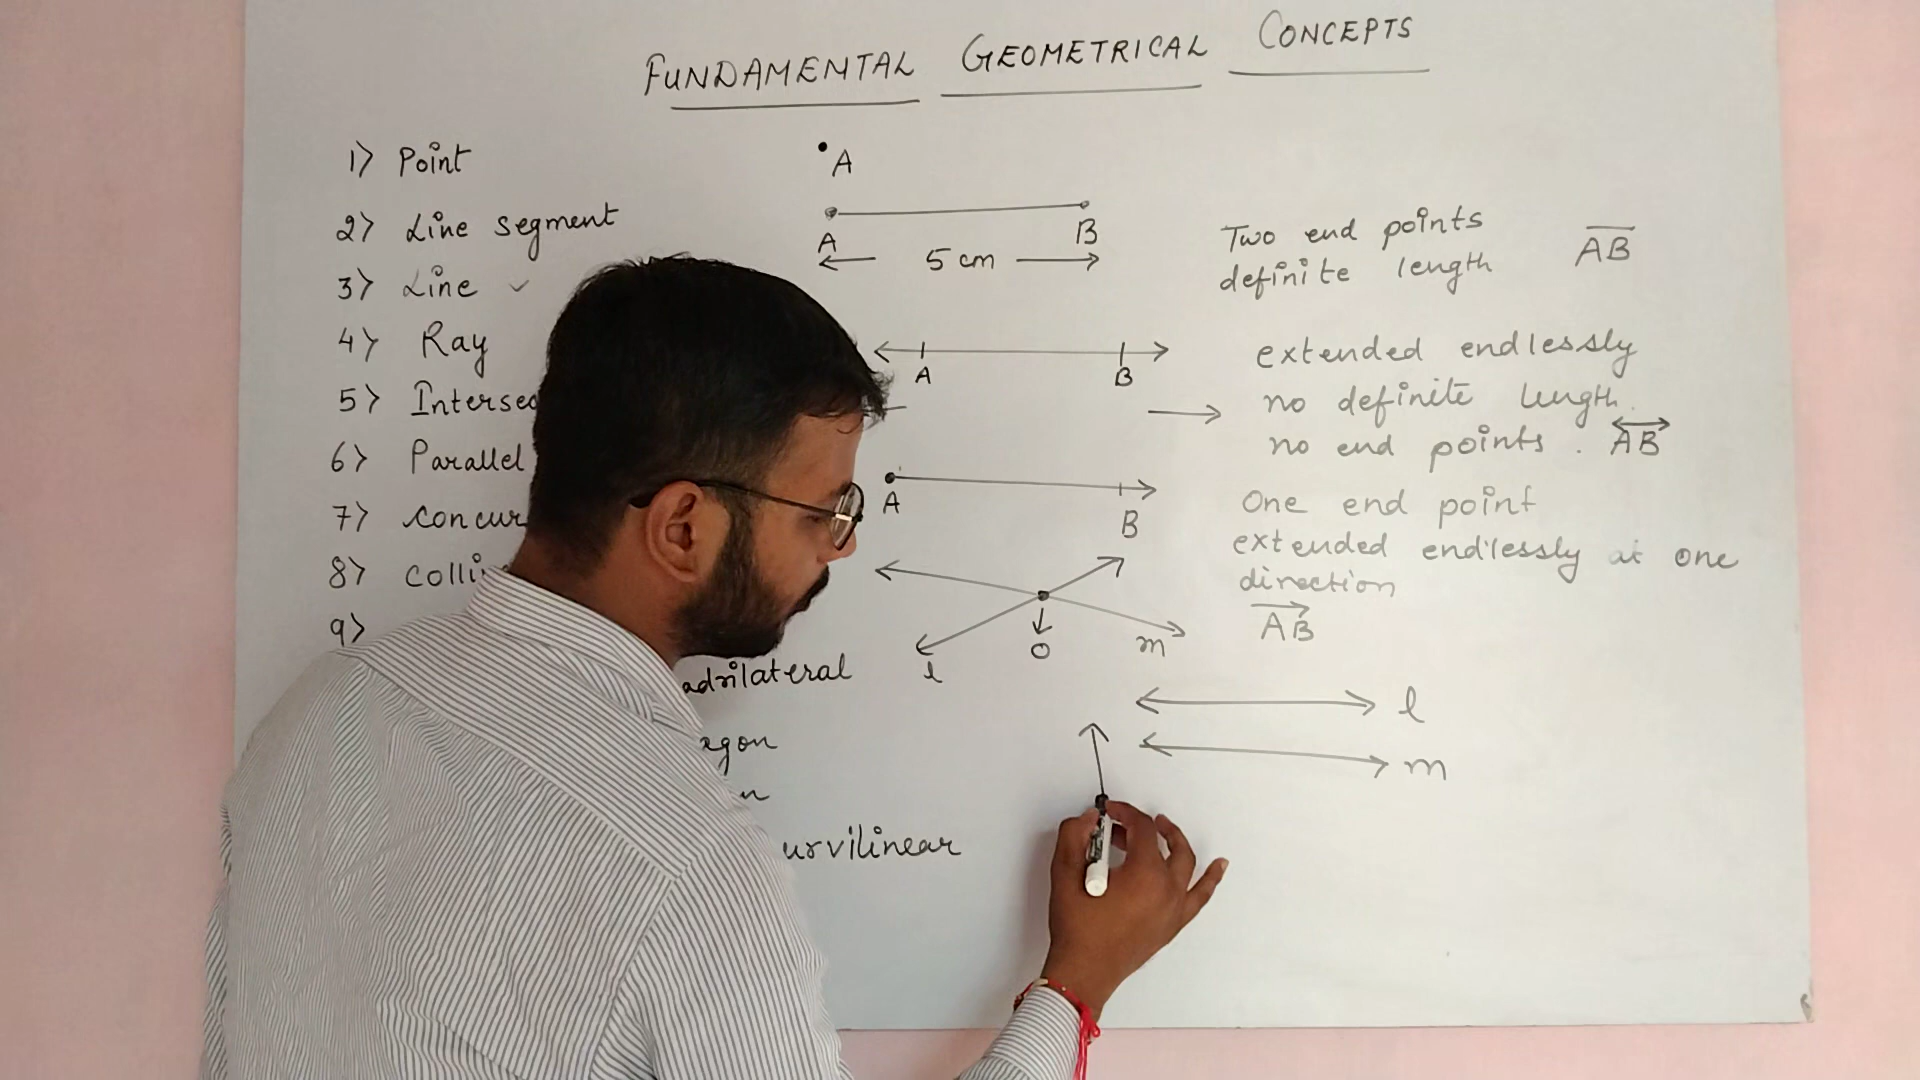 FUNDAMENTAL GEOMETRICAL CONCEPTS
1) Point
•A
2) Line segment
A B
5 cm
Two end points
definite length AB
3) Line ✓
A B
extended endlessly
no definite length.
no end points. AB
4) Ray
A B
One end point
extended endlessly at one
direction
AB
5) Intersec
l O m
6) Parallel
l
m
7) concur
8) colli
9)
adrilateral
gon
urvilinear